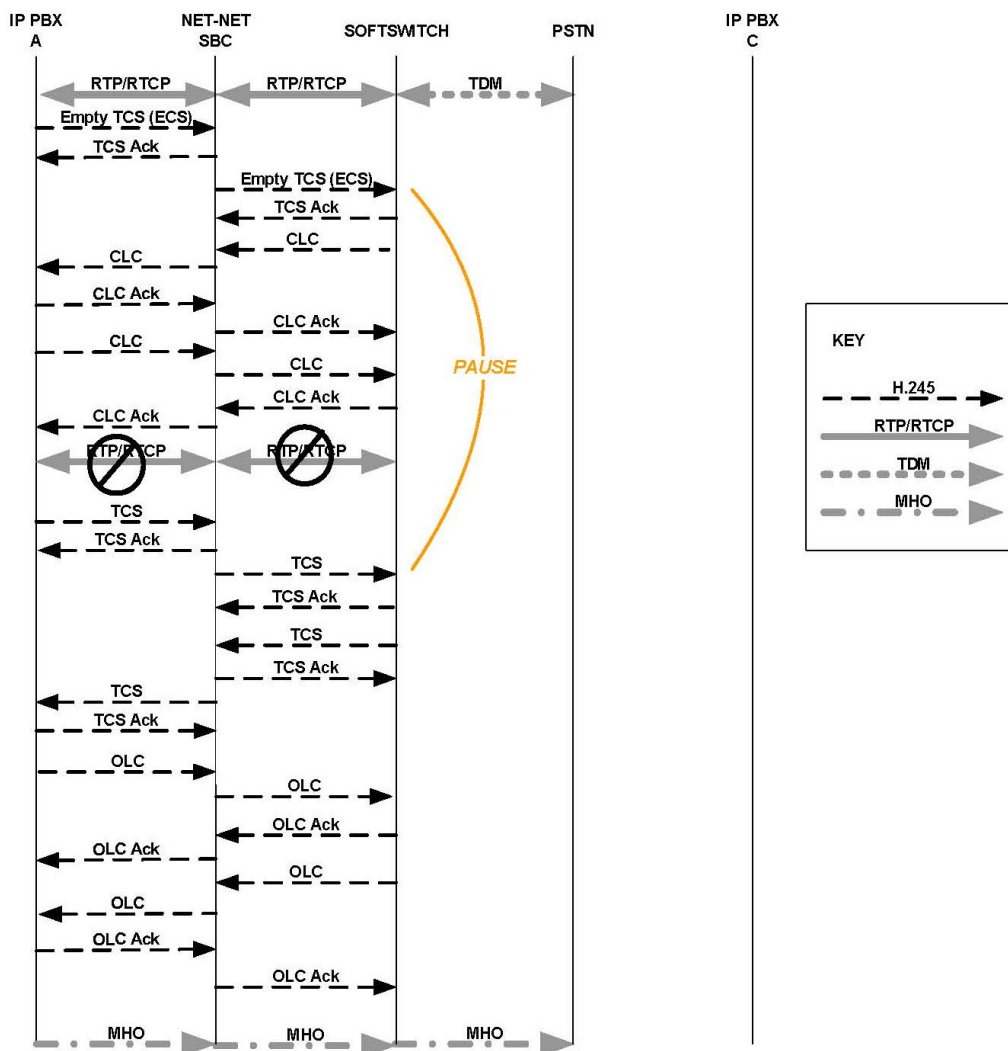 IP PBX
A
NET-NET
SBC
SOFTSWITCH
PSTN
IP PBX
C
RTP/RTCP
RTP/RTCP
TDM
Empty TCS (ECS)
TCS Ack
Empty TCS (ECS)
TCS Ack
CLC
CLC
CLC Ack
CLC Ack
CLC
CLC
CLC Ack
CLC Ack
PAUSE
RTP/RTCP
RTP/RTCP
TCS
TCS Ack
TCS
TCS Ack
TCS
TCS Ack
TCS
TCS Ack
OLC
OLC
OLC Ack
OLC Ack
OLC
OLC
OLC Ack
OLC Ack
MHO
MHO
MHO
KEY
H.245
RTP/RTCP
TDM
MHO